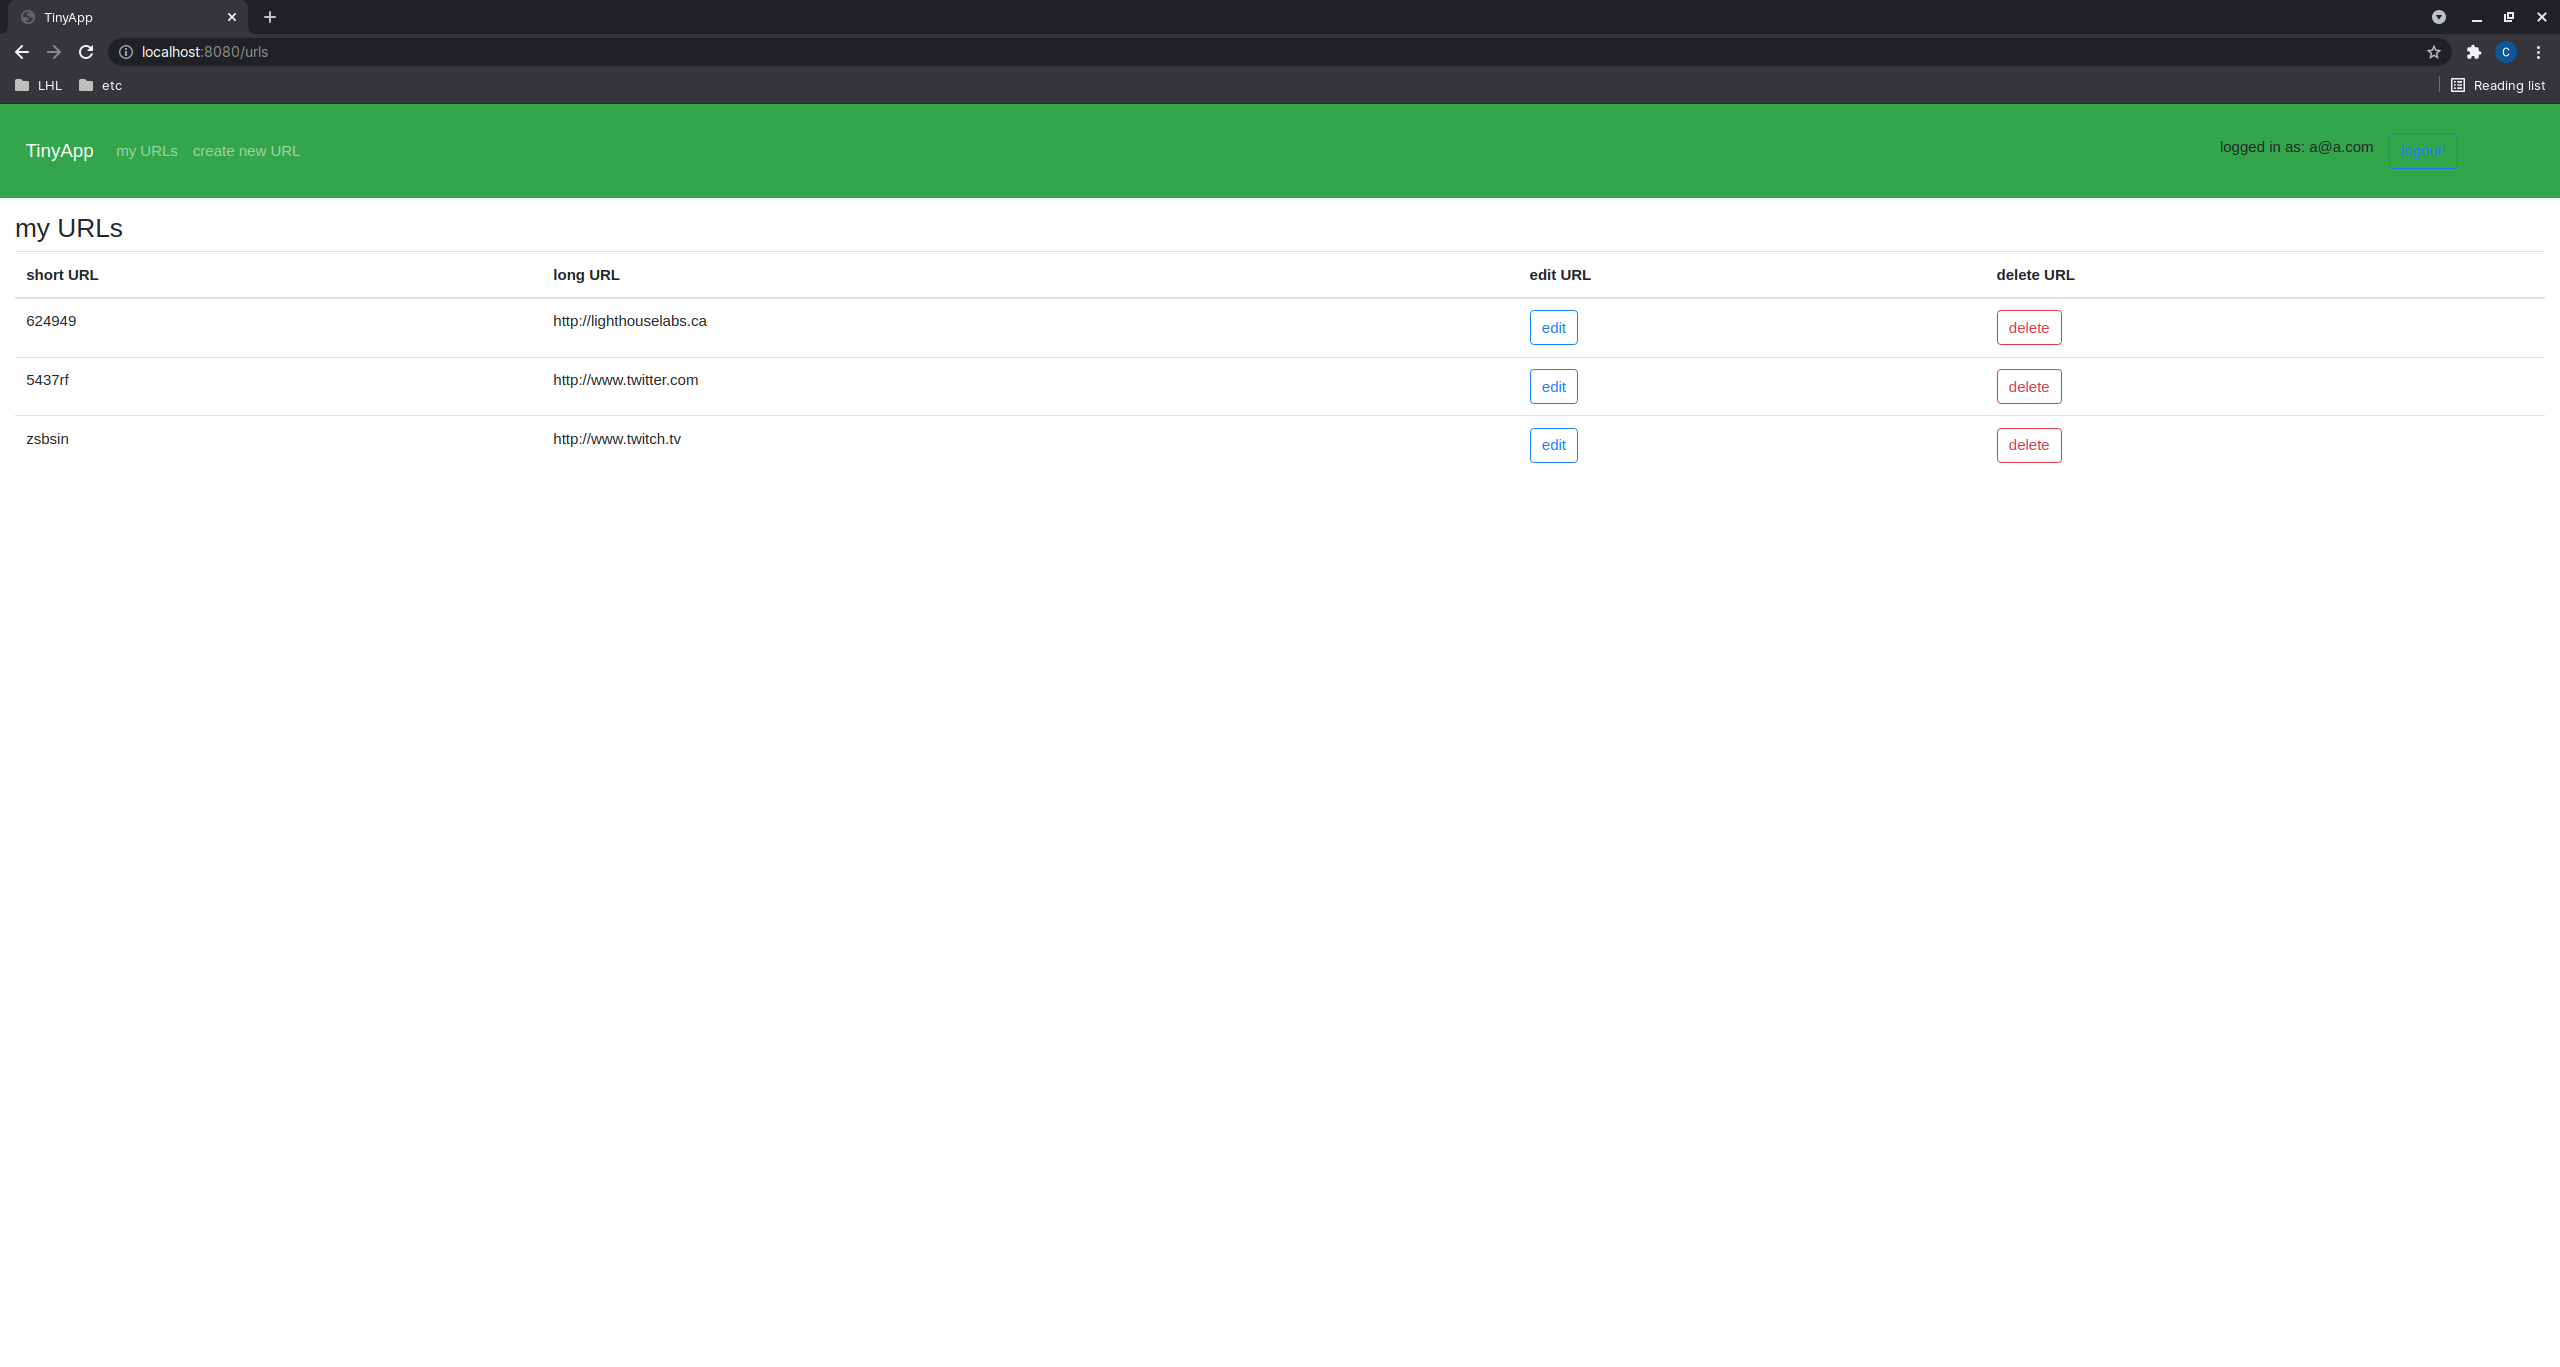 TinyApp
localhost:8080/urls
C
LHL etc Reading list
TinyApp my URLs create new URL logged in as: a@a.com logout!
my URLs
short URL long URL edit URL delete URL
624949 http://lighthouselabs.ca edit delete
5437rf http://www.twitter.com edit delete
zsbsin http://www.twitch.tv edit delete